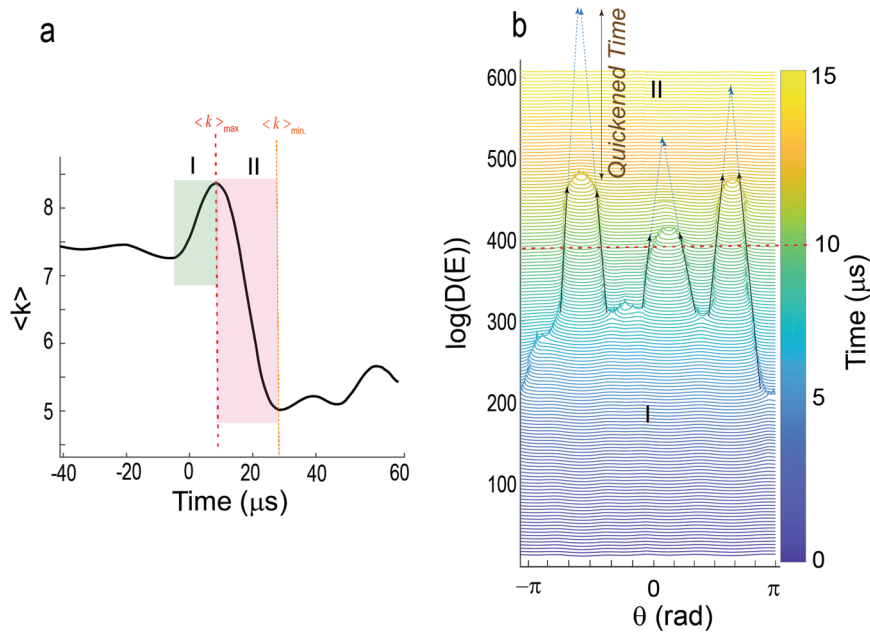 a
<k>max
<k>min.
I
II
8
7
6
5
<k>
-40
-20
0
20
40
60
Time (μs)
b
Quickened Time
II
600
500
400
300
200
100
log(D(E))
I
−π
0
π
θ (rad)
15
10
5
0
Time (μs)